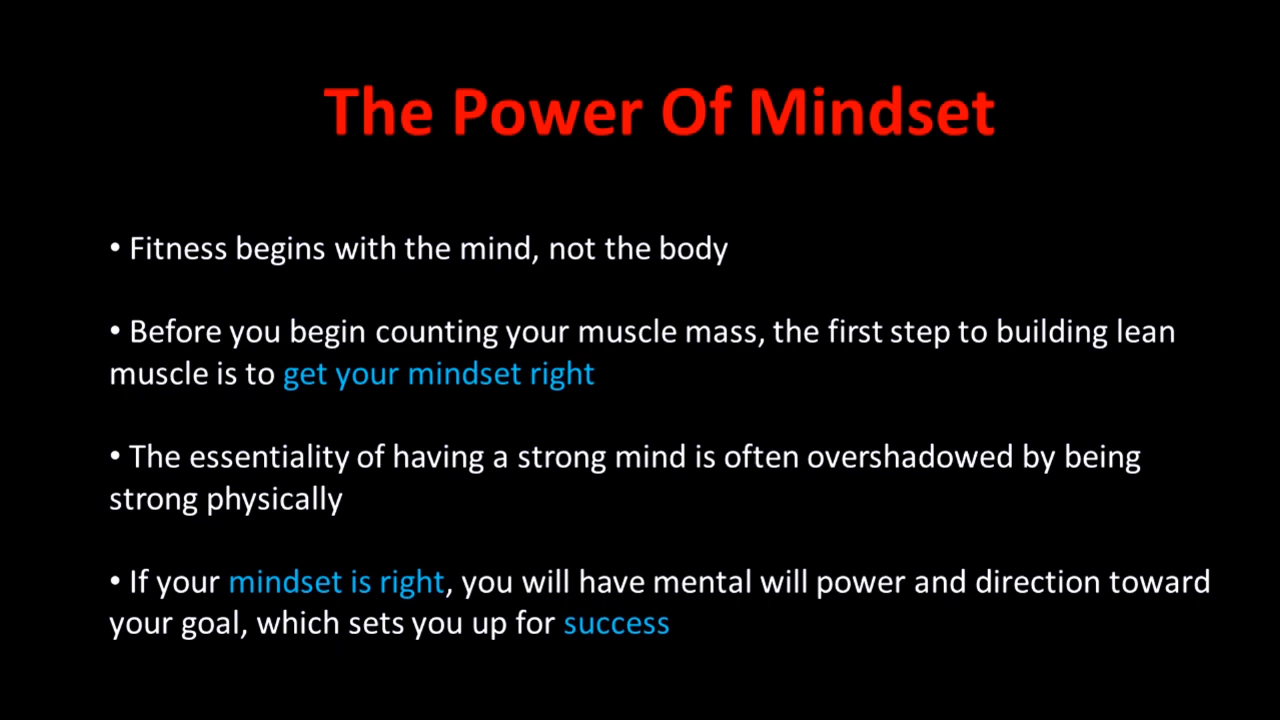 The Power Of Mindset
• Fitness begins with the mind, not the body
• Before you begin counting your muscle mass, the first step to building lean
muscle is to get your mindset right
• The essentiality of having a strong mind is often overshadowed by being
strong physically
• If your mindset is right, you will have mental will power and direction toward
your goal, which sets you up for success